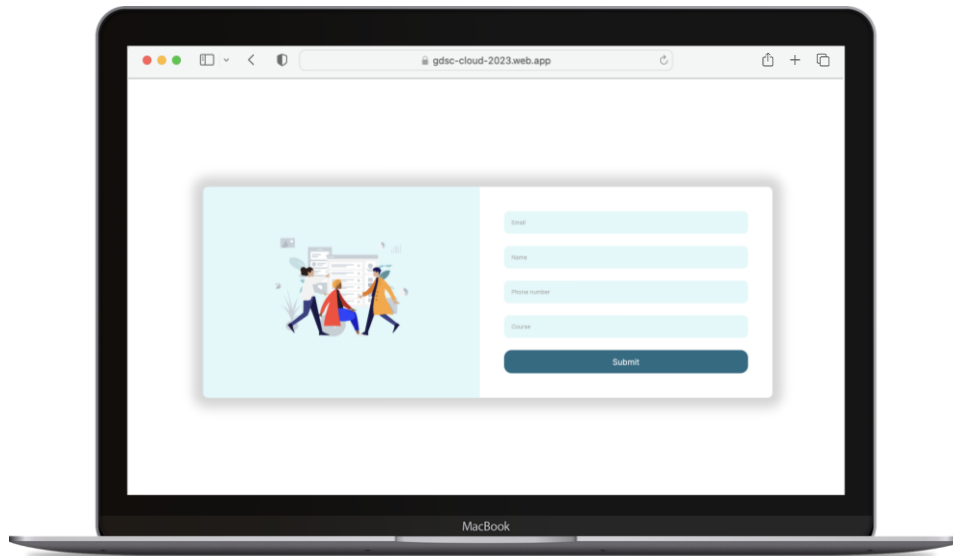 gdsc-cloud-2023.web.app
Email
Name
Phone number
Course
Submit
MacBook